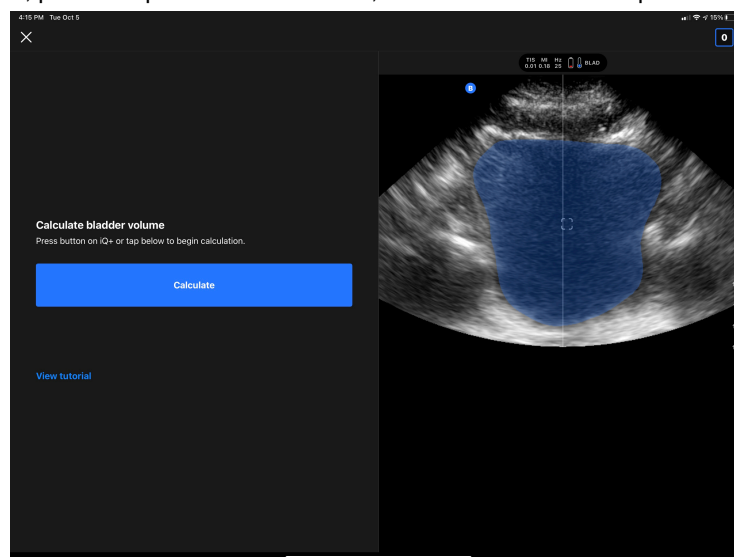 4:15 PM Tue Oct 5
15%
0
TIS MI Hz
0.01 0.18 25
BLAD
B
Calculate bladder volume
Press button on iQ+ or tap below to begin calculation.
Calculate
View tutorial